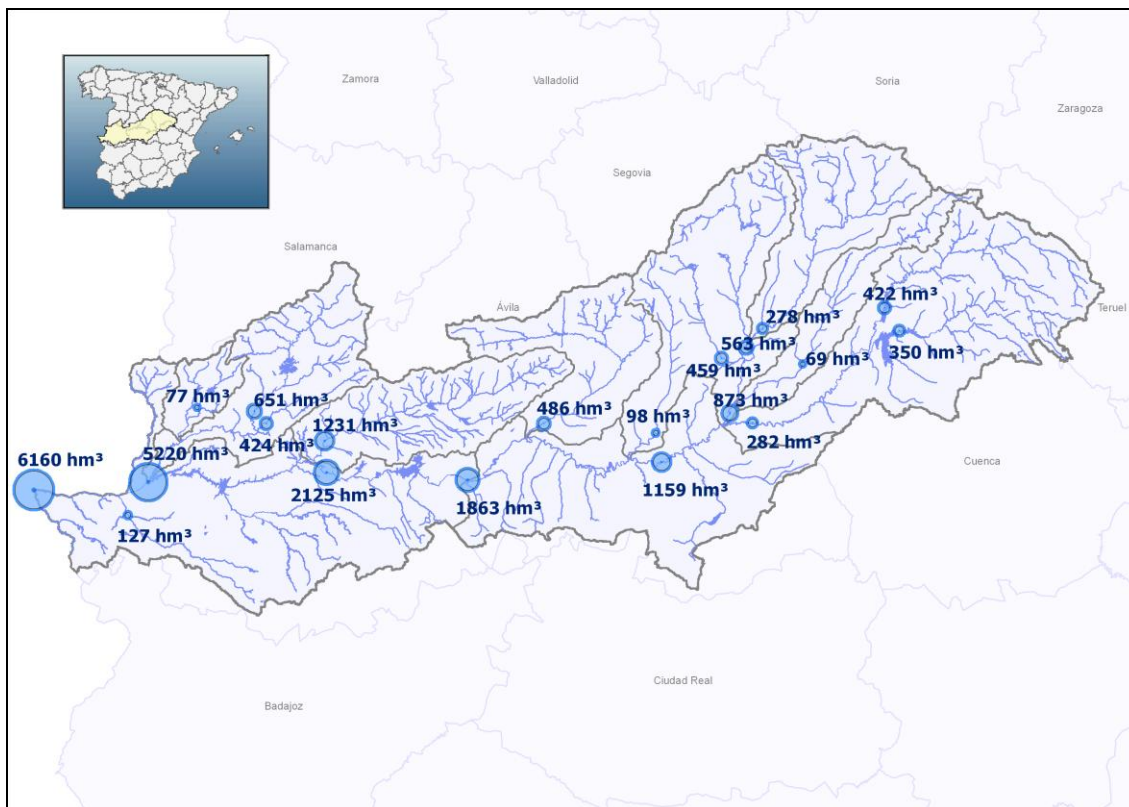 Zamora
Valladolid
Soria
Zaragoza
Segovia
Salamanca
Ávila
Teruel
422 hm³
278 hm³
350 hm³
563 hm³
69 hm³
459 hm³
77 hm³
651 hm³
873 hm³
486 hm³
98 hm³
1231 hm³
424 hm³
282 hm³
5220 hm³
6160 hm³
Cuenca
2125 hm³
1159 hm³
1863 hm³
127 hm³
Ciudad Real
Badajoz